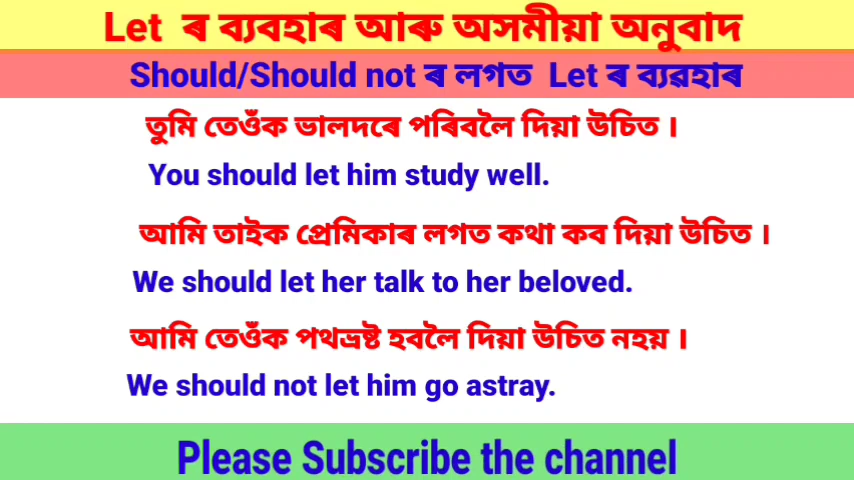 Let ৰ ব্যবহাৰ আৰু অসমীয়া অনুবাদ
Should/Should not ৰ লগত Let ৰ ব্যৱহাৰ
তুমি তেওঁক ভালদৰে পৰিবলৈ দিয়া উচিত ।
You should let him study well.
আমি তাইক প্ৰেমিকাৰ লগত কথা কব দিয়া উচিত ।
We should let her talk to her beloved.
আমি তেওঁক পথভ্ৰষ্ট হবলৈ দিয়া উচিত নহয় ।
We should not let him go astray.
Please Subscribe the channel